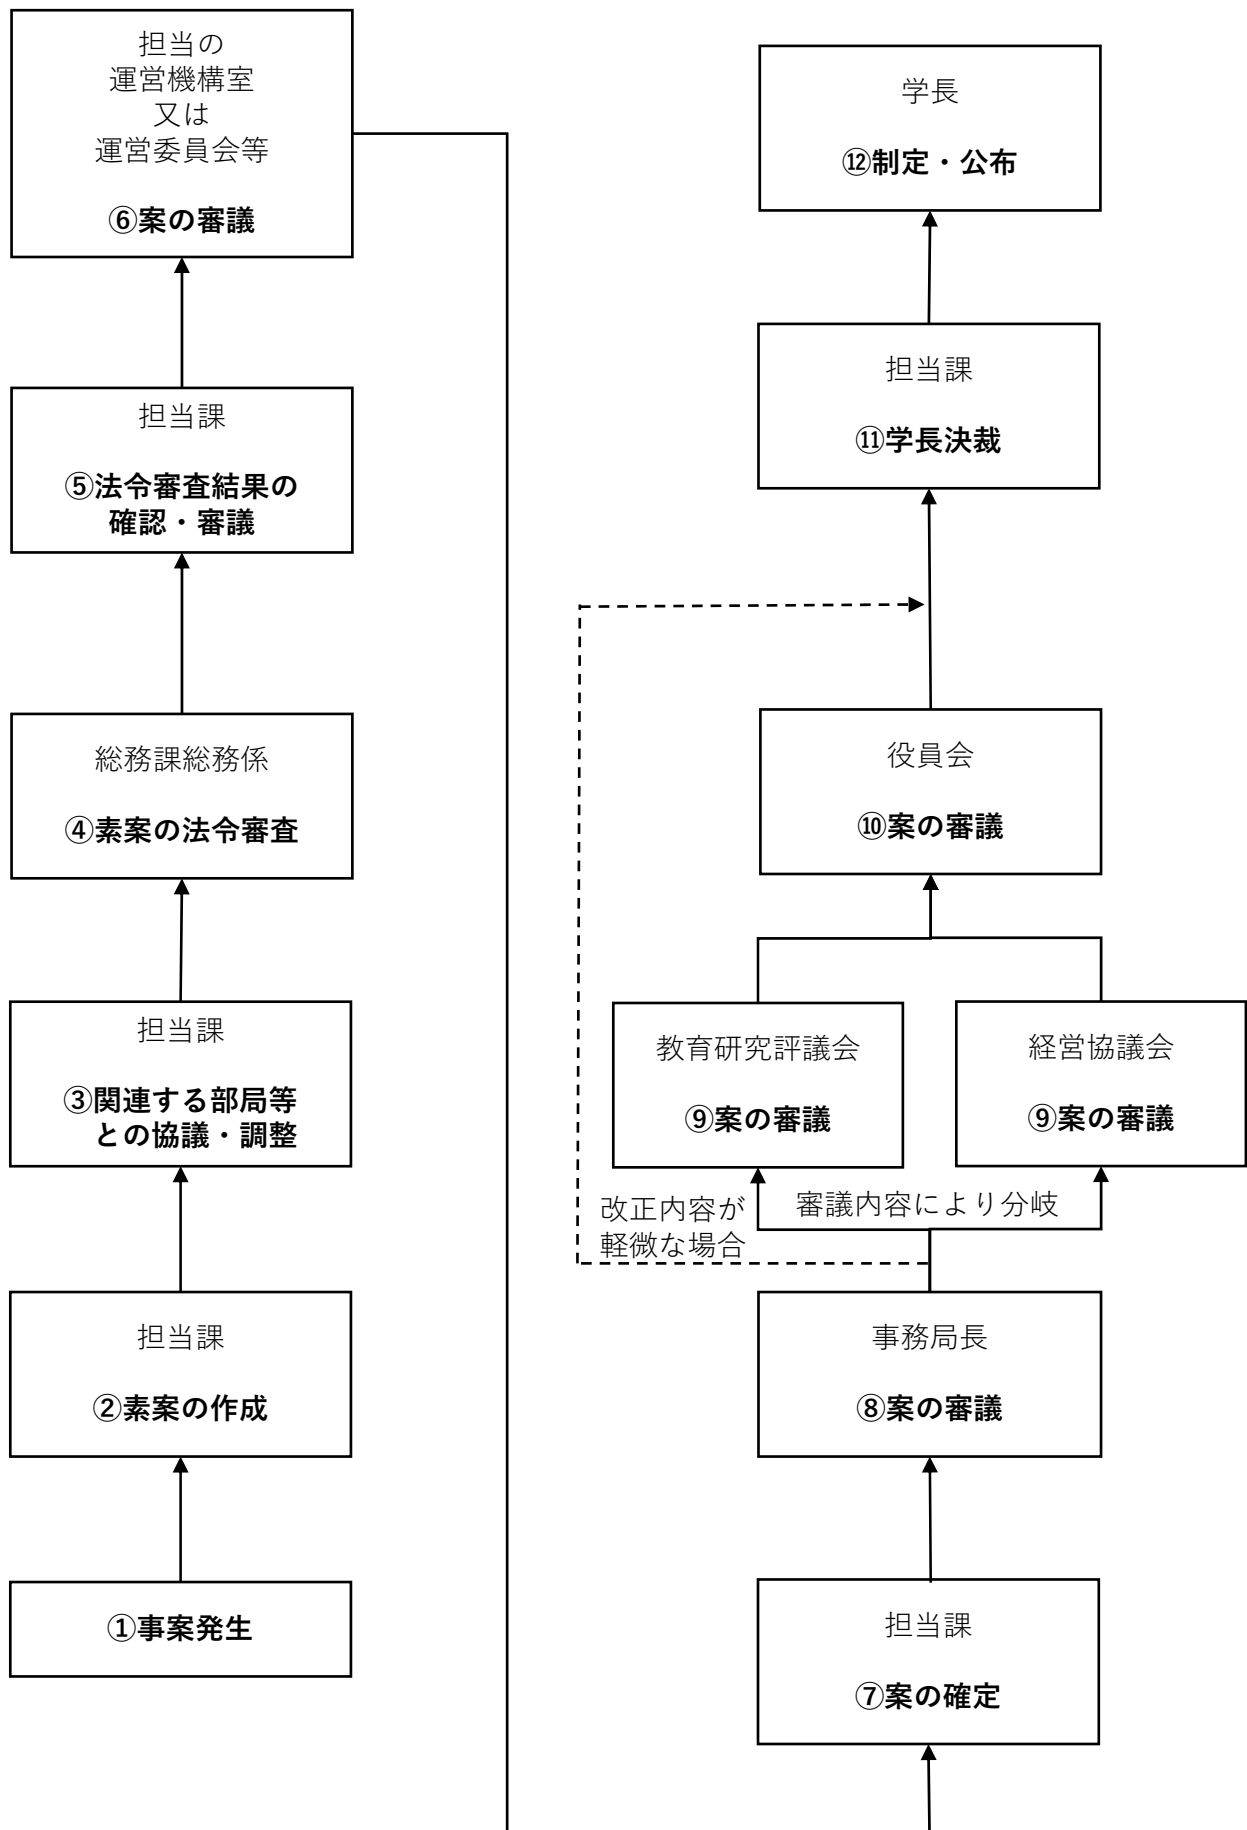 担当の
運営機構室
又は
運営委員会等
⑥案の審議
担当課
⑤法令審査結果の
確認・審議
総務課総務係
④素案の法令審査
担当課
③関連する部局等
との協議・調整
担当課
②素案の作成
①事案発生
学長
⑫制定・公布
担当課
⑪学長決裁
役員会
⑩案の審議
教育研究評議会
⑨案の審議
経営協議会
⑨案の審議
改正内容が
軽微な場合
審議内容により分岐
事務局長
⑧案の審議
担当課
⑦案の確定